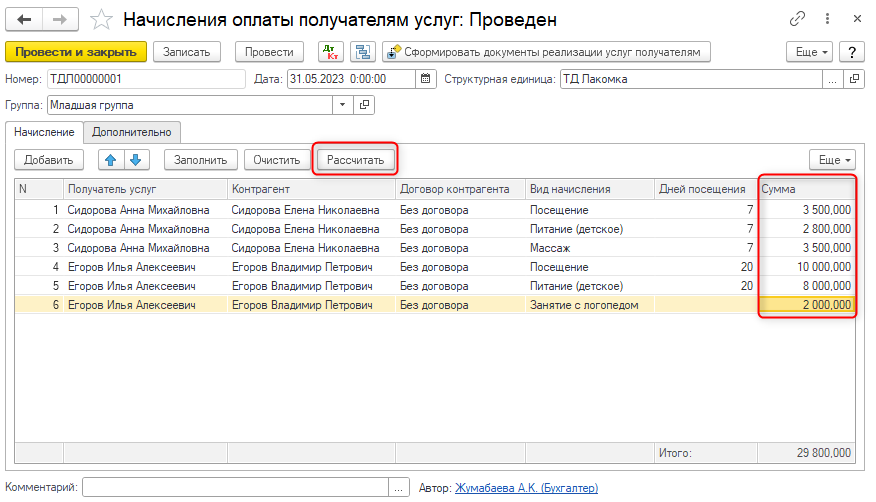 Начисления оплаты получателям услуг: Проведен
Провести и закрыть Записать Провести Дт Кт Сформировать документы реализации услуг получателям Еще ?
Номер: ТДЛ00000001 Дата: 31.05.2023 0:00:00 Структурная единица: ТД Лакомка ...
Группа: Младшая группа
Начисление Дополнительно
Добавить Заполнить Очистить Рассчитать Еще
N Получатель услуг Контрагент Договор контрагента Вид начисления Дней посещения Сумма
1 Сидорова Анна Михайловна Сидорова Елена Николаевна Без договора Посещение 7 3 500,000
2 Сидорова Анна Михайловна Сидорова Елена Николаевна Без договора Питание (детское) 7 2 800,000
3 Сидорова Анна Михайловна Сидорова Елена Николаевна Без договора Массаж 7 3 500,000
4 Егоров Илья Алексеевич Егоров Владимир Петрович Без договора Посещение 20 10 000,000
5 Егоров Илья Алексеевич Егоров Владимир Петрович Без договора Питание (детское) 20 8 000,000
6 Егоров Илья Алексеевич Егоров Владимир Петрович Без договора Занятие с логопедом 2 000,000
Итого: 29 800,000
Комментарий: ... Автор: Жумабаева А.К. (Бухгалтер)